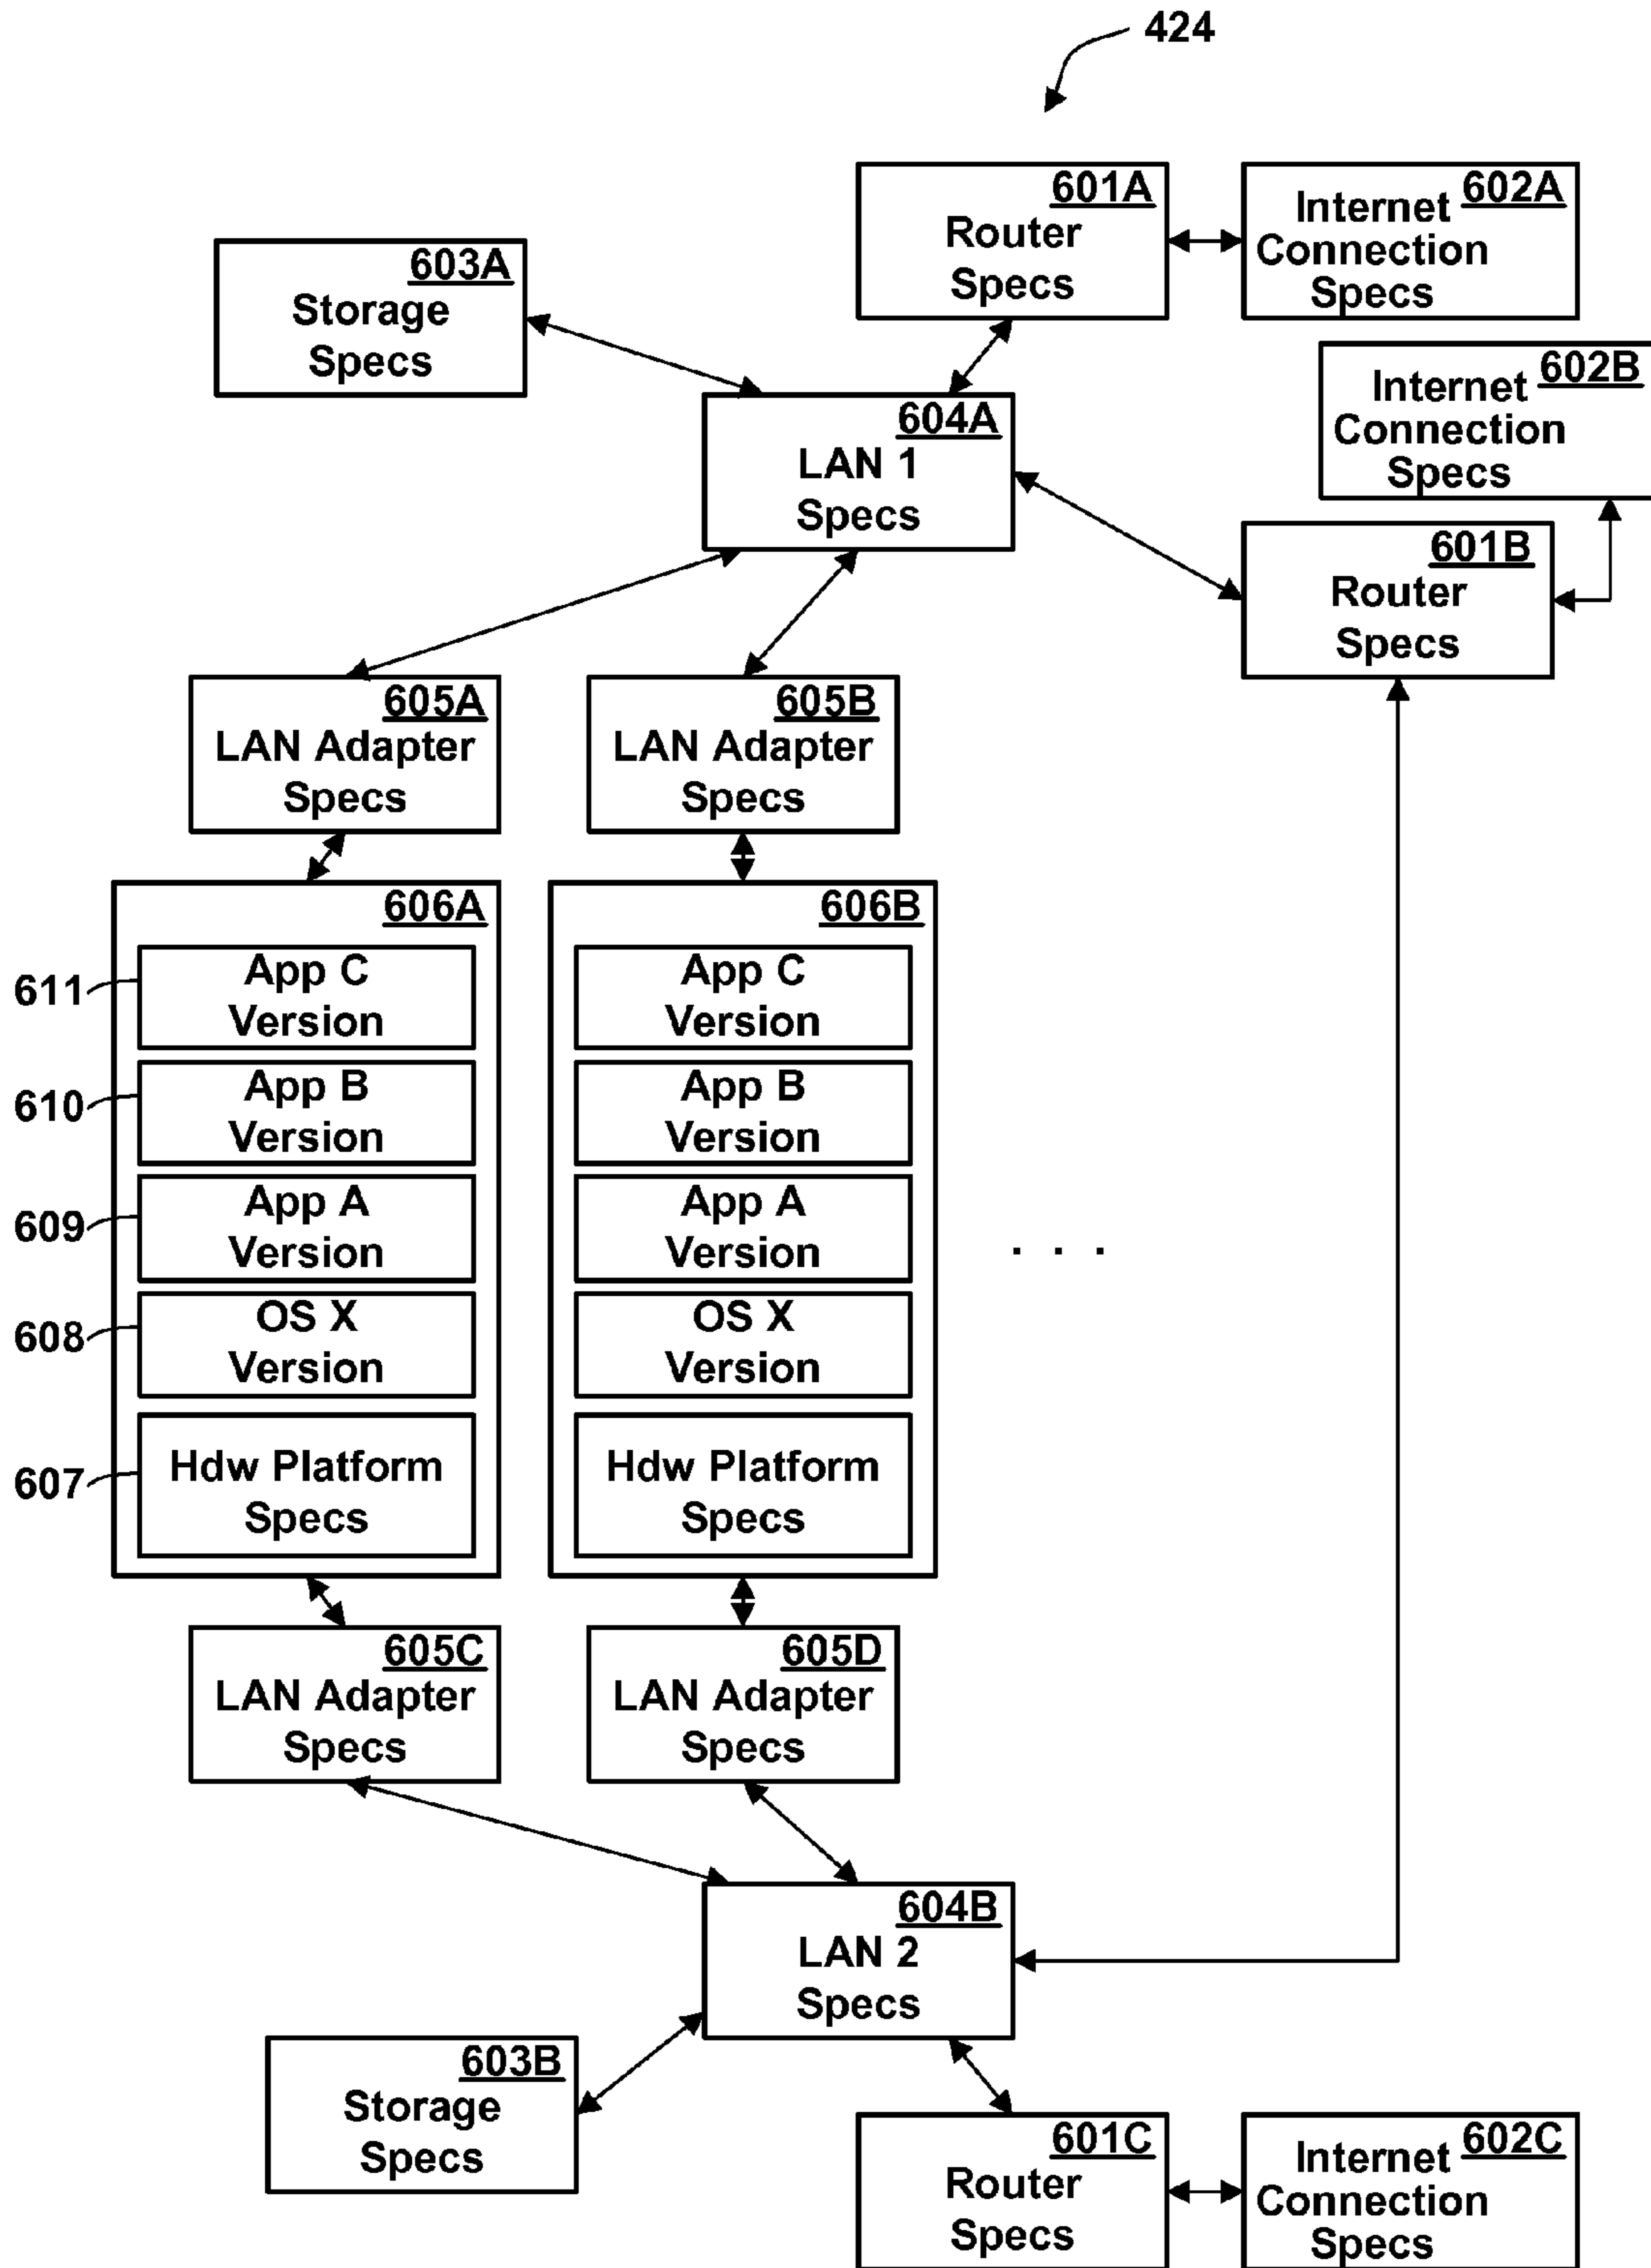 424
601A
Router
Specs
602A
Internet
Connection
Specs
603A
Storage
Specs
602B
Internet
Connection
Specs
604A
LAN 1
Specs
601B
Router
Specs
605A
LAN Adapter
Specs
605B
LAN Adapter
Specs
606A
611
App C
Version
610
App B
Version
609
App A
Version
608
OS X
Version
607
Hdw Platform
Specs
606B
App C
Version
App B
Version
App A
Version
OS X
Version
Hdw Platform
Specs
. . .
605C
LAN Adapter
Specs
605D
LAN Adapter
Specs
604B
LAN 2
Specs
603B
Storage
Specs
601C
Router
Specs
602C
Internet
Connection
Specs